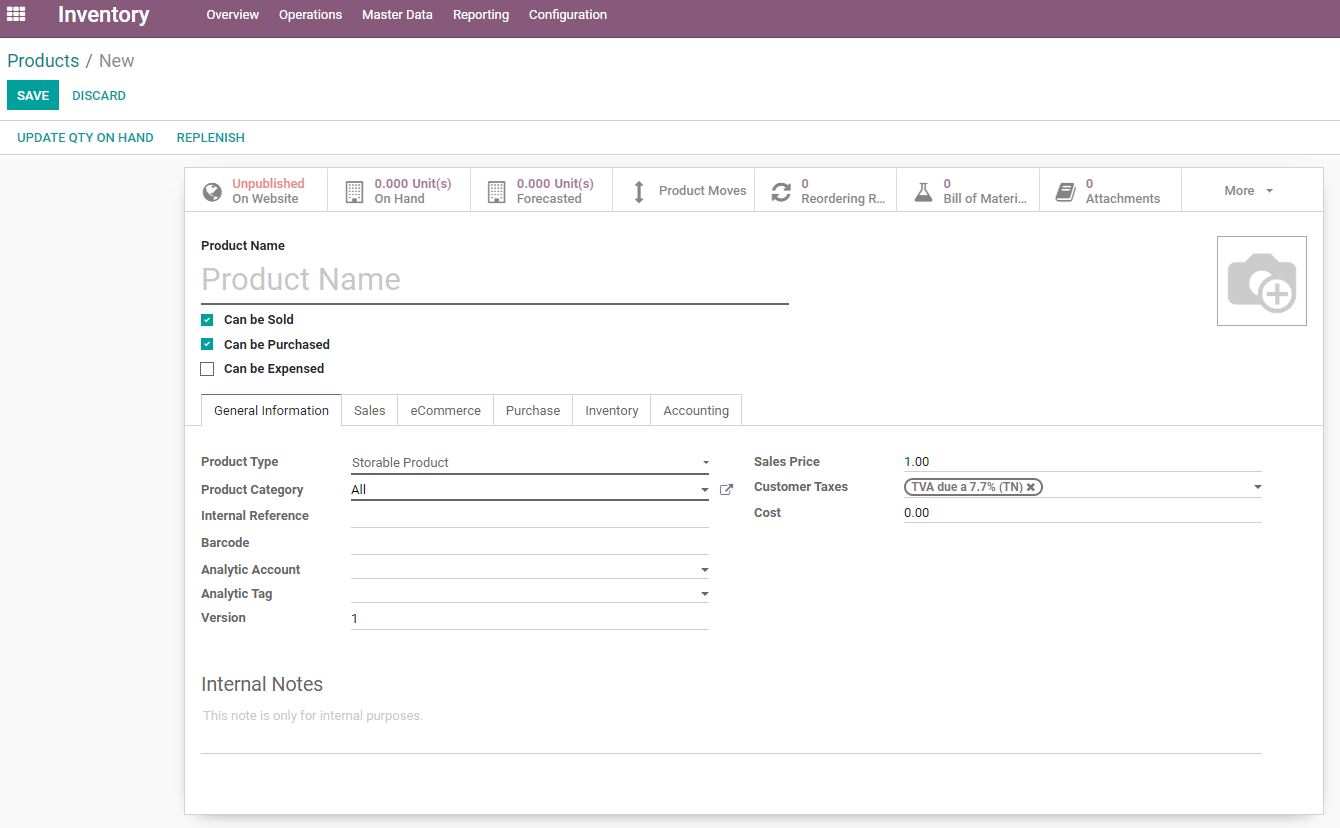 Inventory Overview Operations Master Data Reporting Configuration
Products / New
SAVE DISCARD
UPDATE QTY ON HAND REPLENISH
Unpublished
On Website
0.000 Unit(s)
On Hand
0.000 Unit(s)
Forecasted
Product Moves
0
Reordering R...
0
Bill of Materi...
0
Attachments
More
Product Name
Product Name
Can be Sold
Can be Purchased
Can be Expensed
General Information Sales eCommerce Purchase Inventory Accounting
Product Type Storable Product
Product Category All
Internal Reference
Barcode
Analytic Account
Analytic Tag
Version 1
Sales Price 1.00
Customer Taxes TVA due a 7.7% (TN)
Cost 0.00
Internal Notes
This note is only for internal purposes.